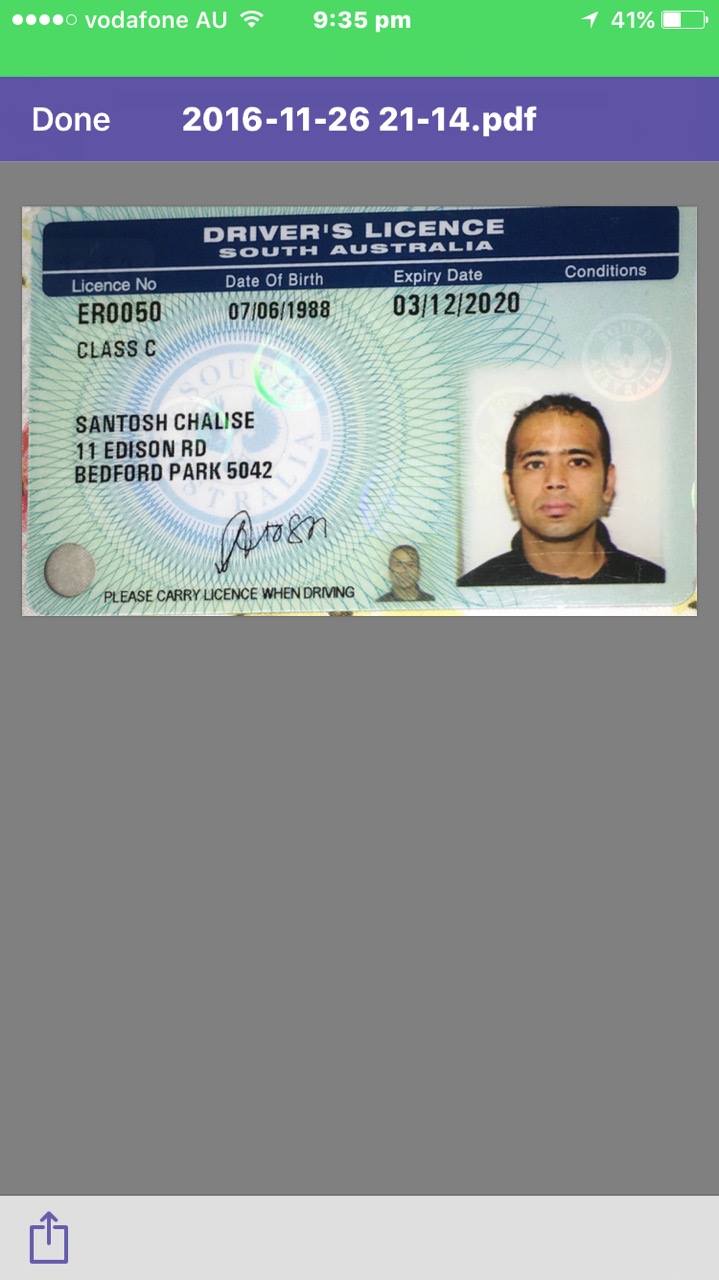 vodafone AU 9:35 pm 41%
Done 2016-11-26 21-14.pdf
DRIVER'S LICENCE
SOUTH AUSTRALIA
Licence No Date Of Birth Expiry Date Conditions
ER0050 07/06/1988 03/12/2020
CLASS C
SANTOSH CHALISE
11 EDISON RD
BEDFORD PARK 5042
SOUTH
AUSTRALIA
PLEASE CARRY LICENCE WHEN DRIVING